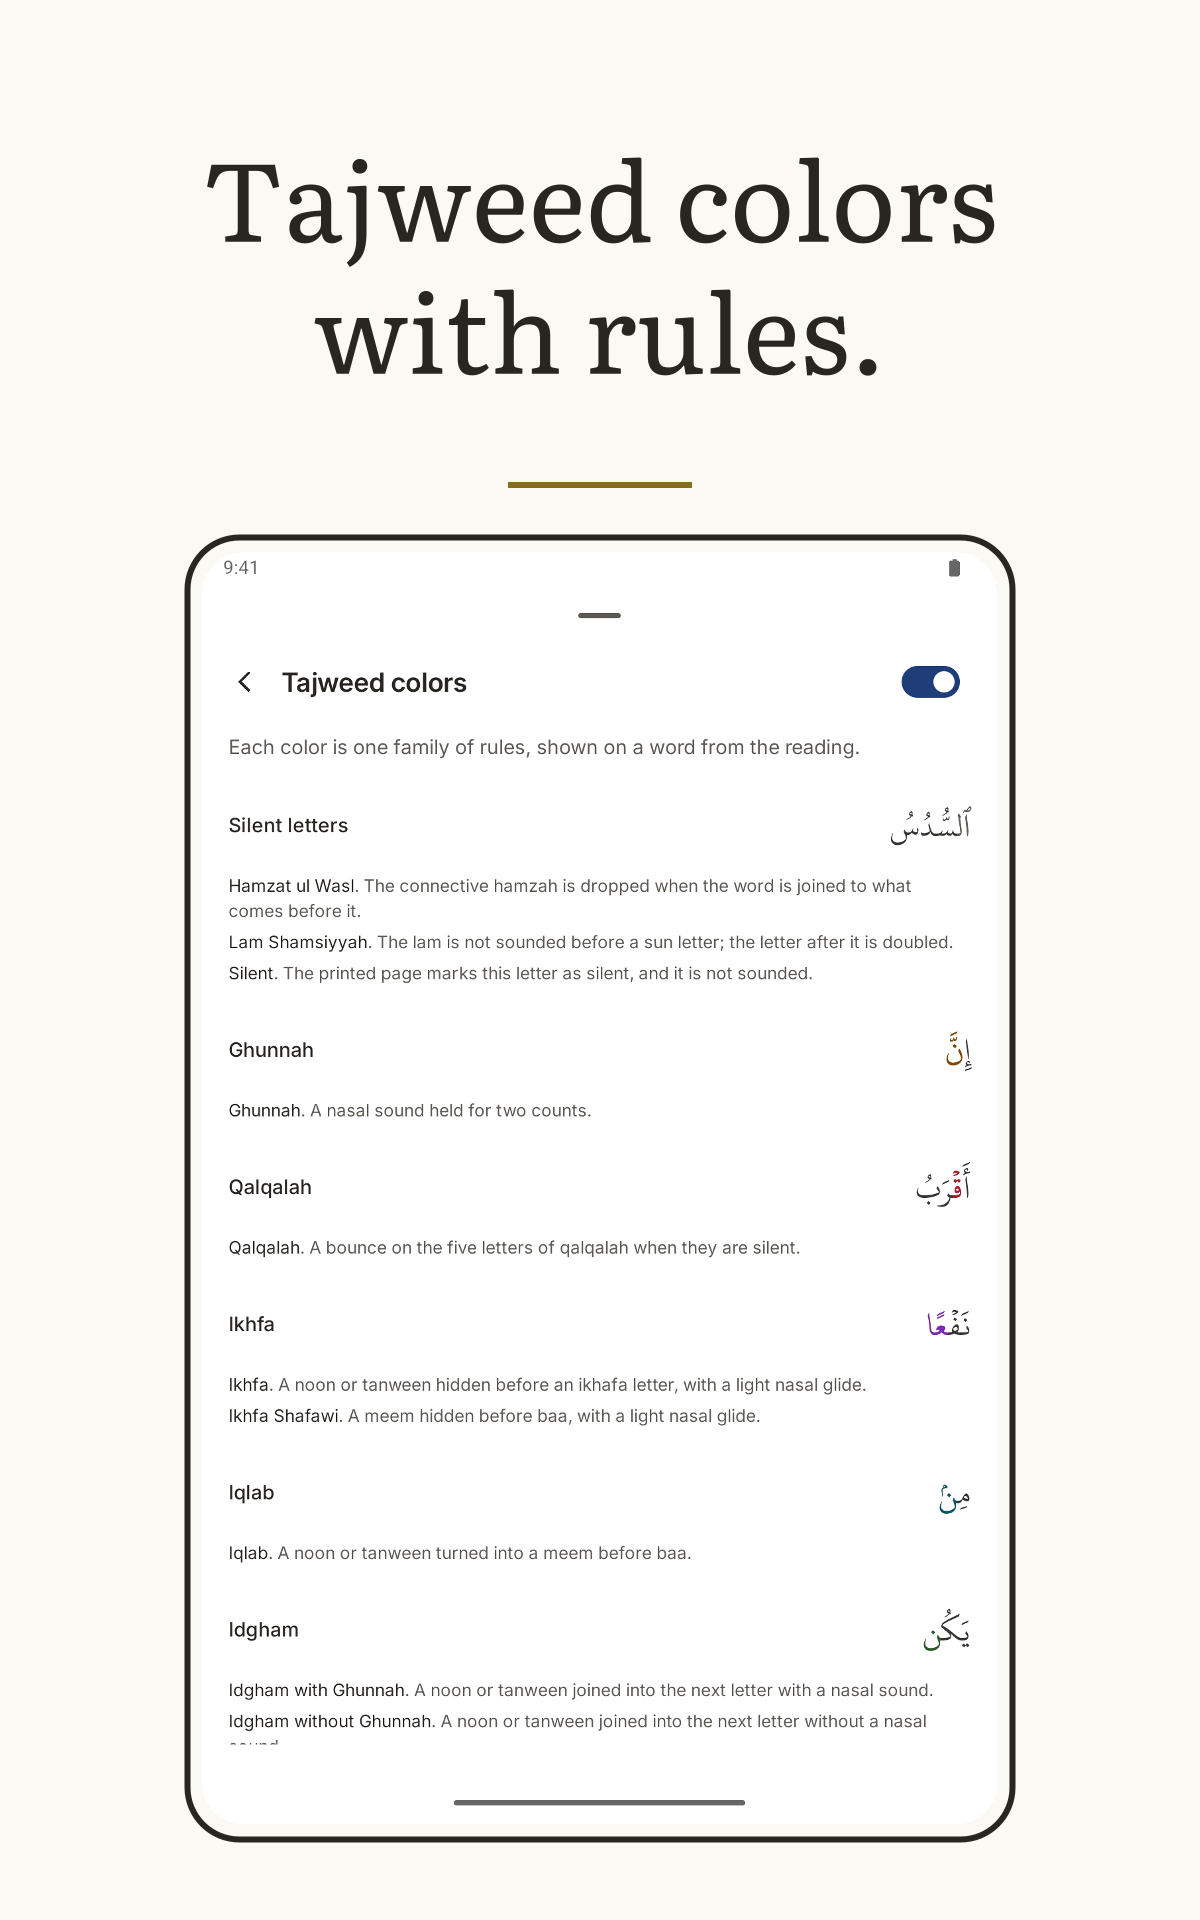 Tajweed colors
with rules.
9:41
Tajweed colors
Each color is one family of rules, shown on a word from the reading.
Silent letters
ٱلسُّدُسُ
Hamzat ul Wasl. The connective hamzah is dropped when the word is joined to what
comes before it.
Lam Shamsiyyah. The lam is not sounded before a sun letter; the letter after it is doubled.
Silent. The printed page marks this letter as silent, and it is not sounded.
Ghunnah
إِنَّ
Ghunnah. A nasal sound held for two counts.
Qalqalah
أَقۡرَبُ
Qalqalah. A bounce on the five letters of qalqalah when they are silent.
Ikhfa
نَفۡعًا
Ikhfa. A noon or tanween hidden before an ikhafa letter, with a light nasal glide.
Ikhfa Shafawi. A meem hidden before baa, with a light nasal glide.
Iqlab
مِنۢ
Iqlab. A noon or tanween turned into a meem before baa.
Idgham
يَكُن
Idgham with Ghunnah. A noon or tanween joined into the next letter with a nasal sound.
Idgham without Ghunnah. A noon or tanween joined into the next letter without a nasal